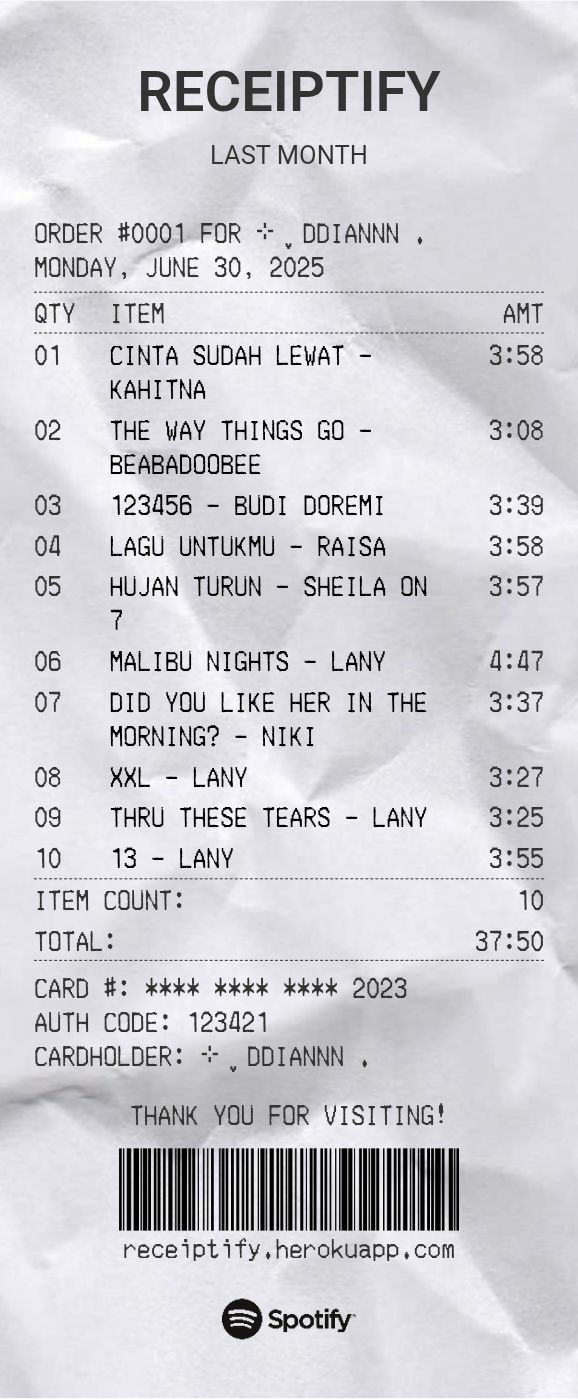 RECEIPTIFY
LAST MONTH
ORDER #0001 FOR ⊹ ˬ DDIANNN .
MONDAY, JUNE 30, 2025
QTY ITEM AMT
01 CINTA SUDAH LEWAT - 3:58
KAHITNA
02 THE WAY THINGS GO - 3:08
BEABADOOBEE
03 123456 - BUDI DOREMI 3:39
04 LAGU UNTUKMU - RAISA 3:58
05 HUJAN TURUN - SHEILA ON 3:57
7
06 MALIBU NIGHTS - LANY 4:47
07 DID YOU LIKE HER IN THE 3:37
MORNING? - NIKI
08 XXL - LANY 3:27
09 THRU THESE TEARS - LANY 3:25
10 13 - LANY 3:55
ITEM COUNT: 10
TOTAL: 37:50
CARD #: **** **** **** 2023
AUTH CODE: 123421
CARDHOLDER: ⊹ ˬ DDIANNN .
THANK YOU FOR VISITING!
receiptify.herokuapp.com
Spotify